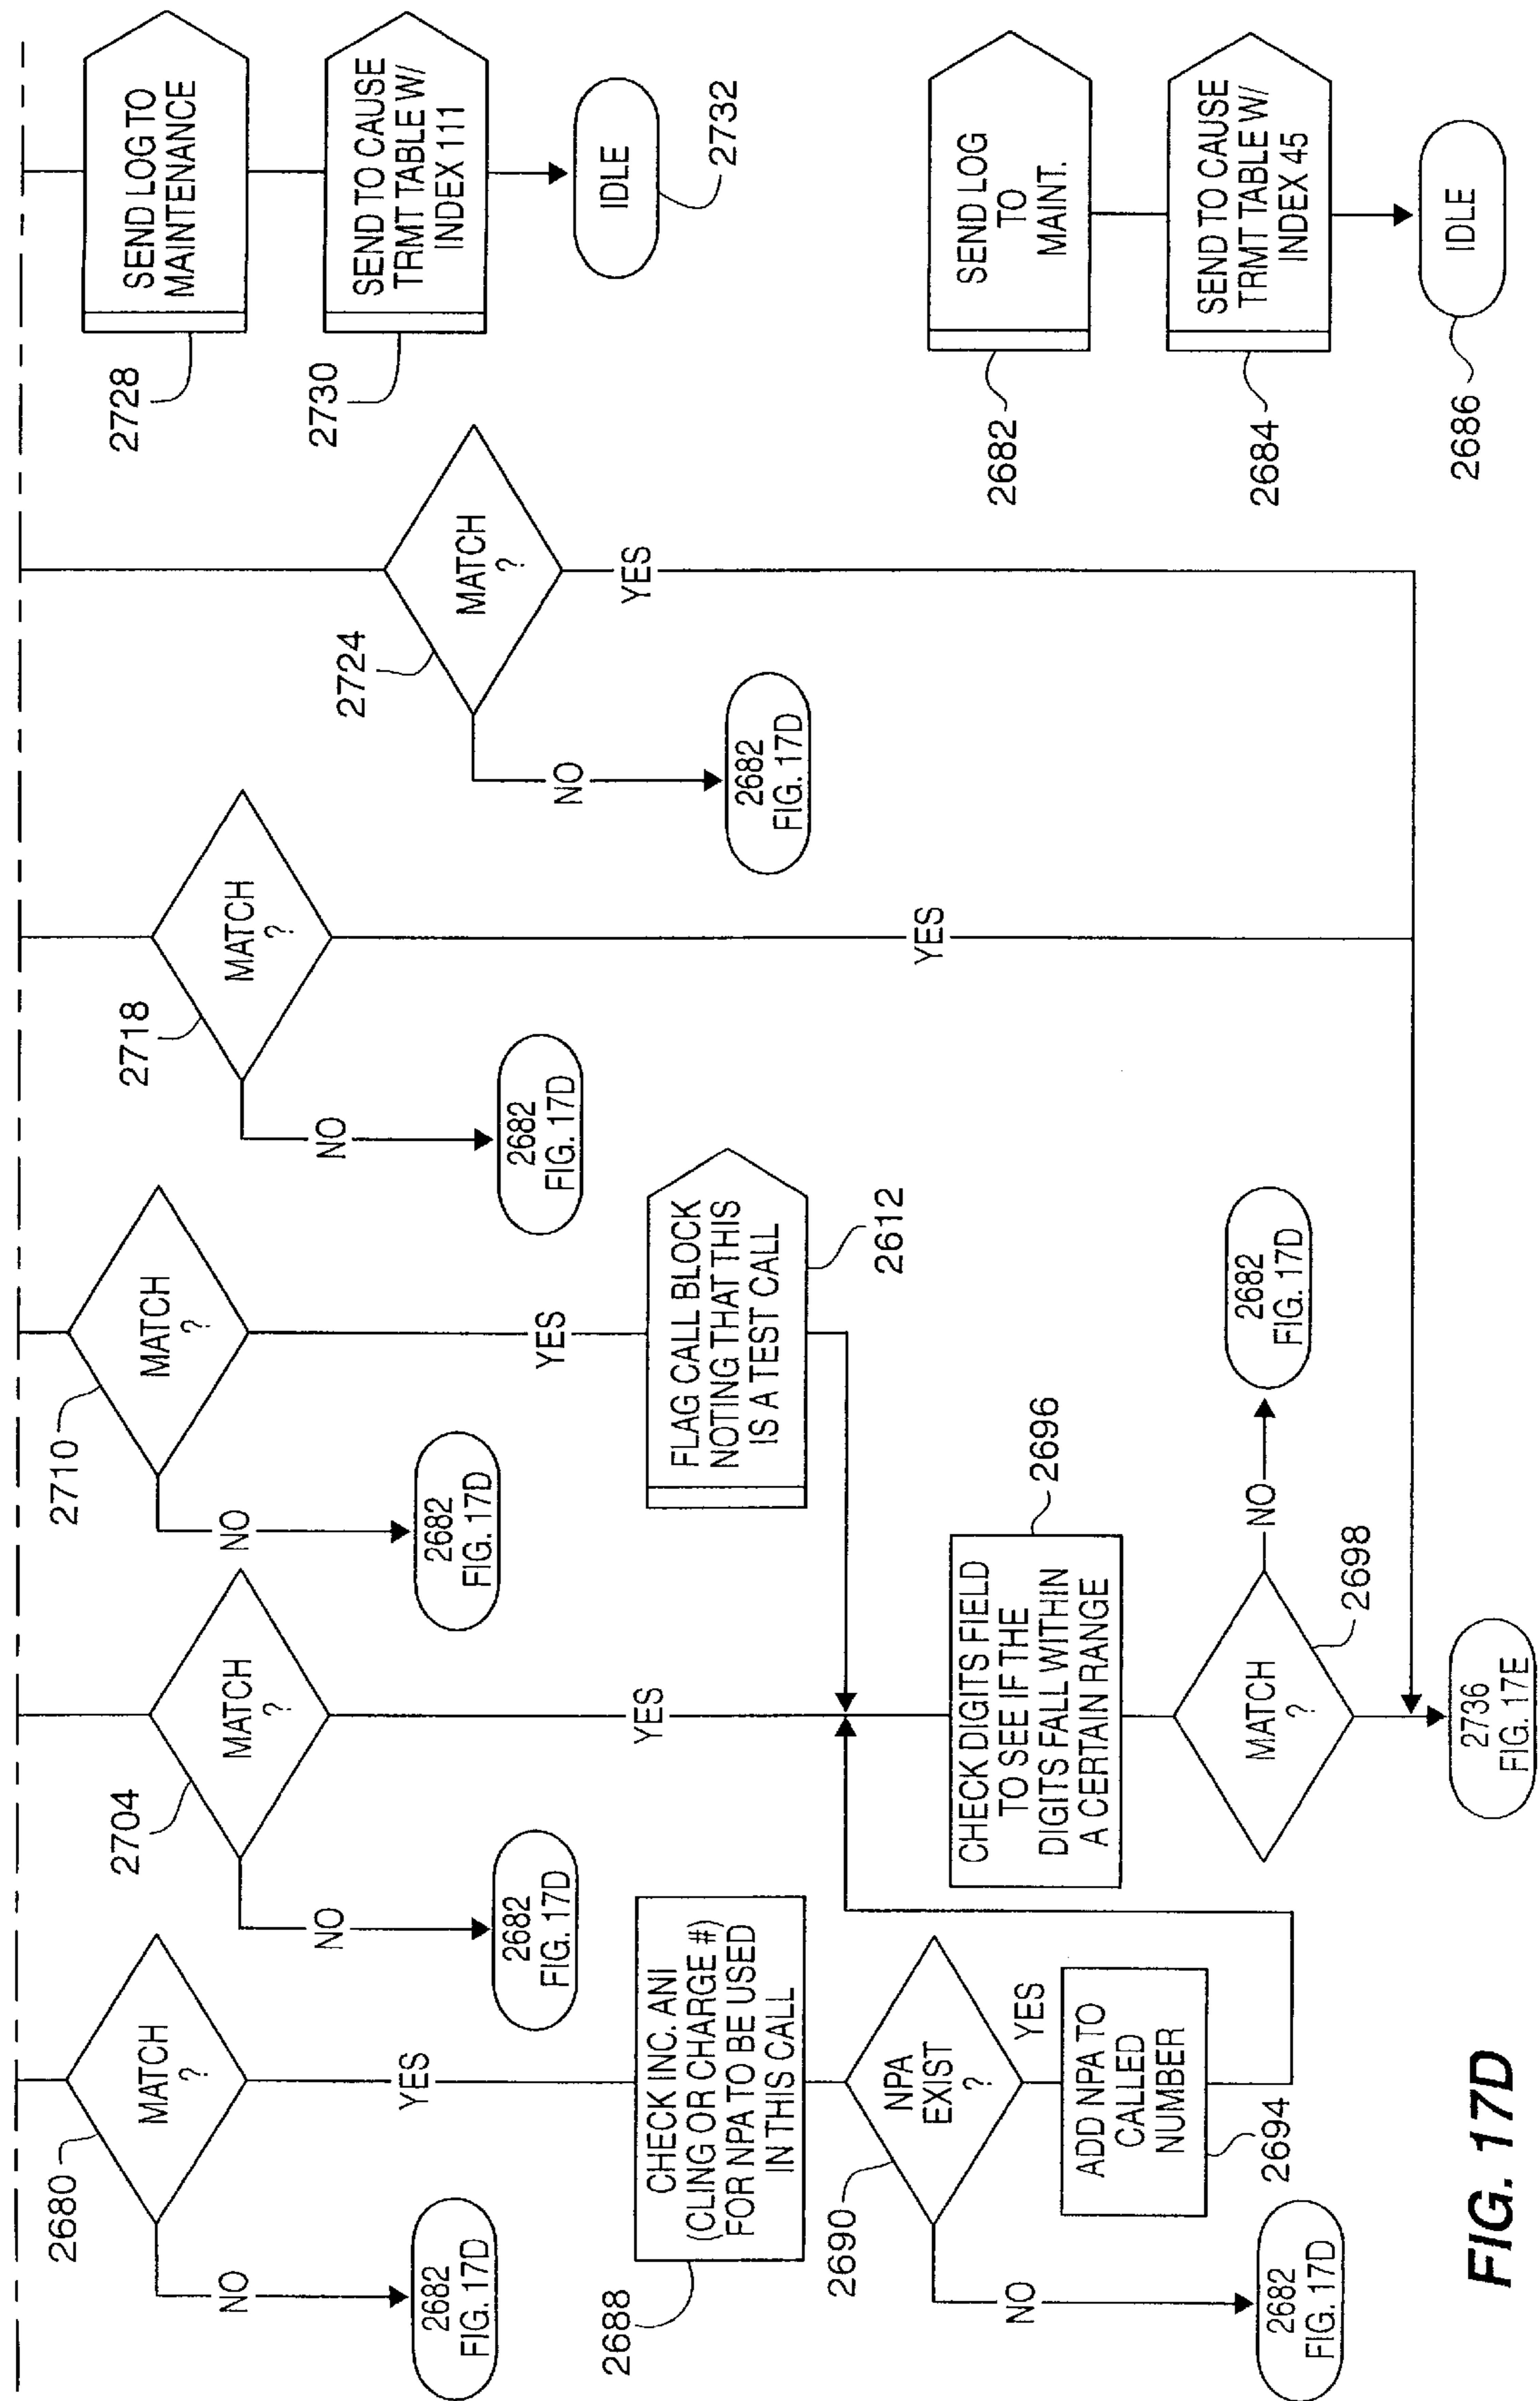 2680
MATCH
?
NO
2682
FIG. 17D
YES
2688
CHECK INC. ANI
(CLING OR CHARGE #)
FOR NPA TO BE USED
IN THIS CALL
2690
NPA
EXIST
?
NO
2682
FIG. 17D
YES
ADD NPA TO
CALLED
NUMBER
2694
2704
MATCH
?
NO
2682
FIG. 17D
YES
2710
MATCH
?
NO
2682
FIG. 17D
YES
FLAG CALL BLOCK
NOTING THAT THIS
IS A TEST CALL
2612
CHECK DIGITS FIELD
TO SEE IF THE
DIGITS FALL WITHIN
A CERTAIN RANGE
2696
MATCH
?
2698
NO
2682
FIG. 17D
2736
FIG. 17E
2718
MATCH
?
NO
2682
FIG. 17D
YES
2724
MATCH
?
NO
2682
FIG. 17D
YES
2728
SEND LOG TO
MAINTENANCE
2730
SEND TO CAUSE
TRMT TABLE W/
INDEX 111
IDLE
2732
2682
SEND LOG
TO
MAINT.
2684
SEND TO CAUSE
TRMT TABLE W/
INDEX 45
2686
IDLE
FIG. 17D